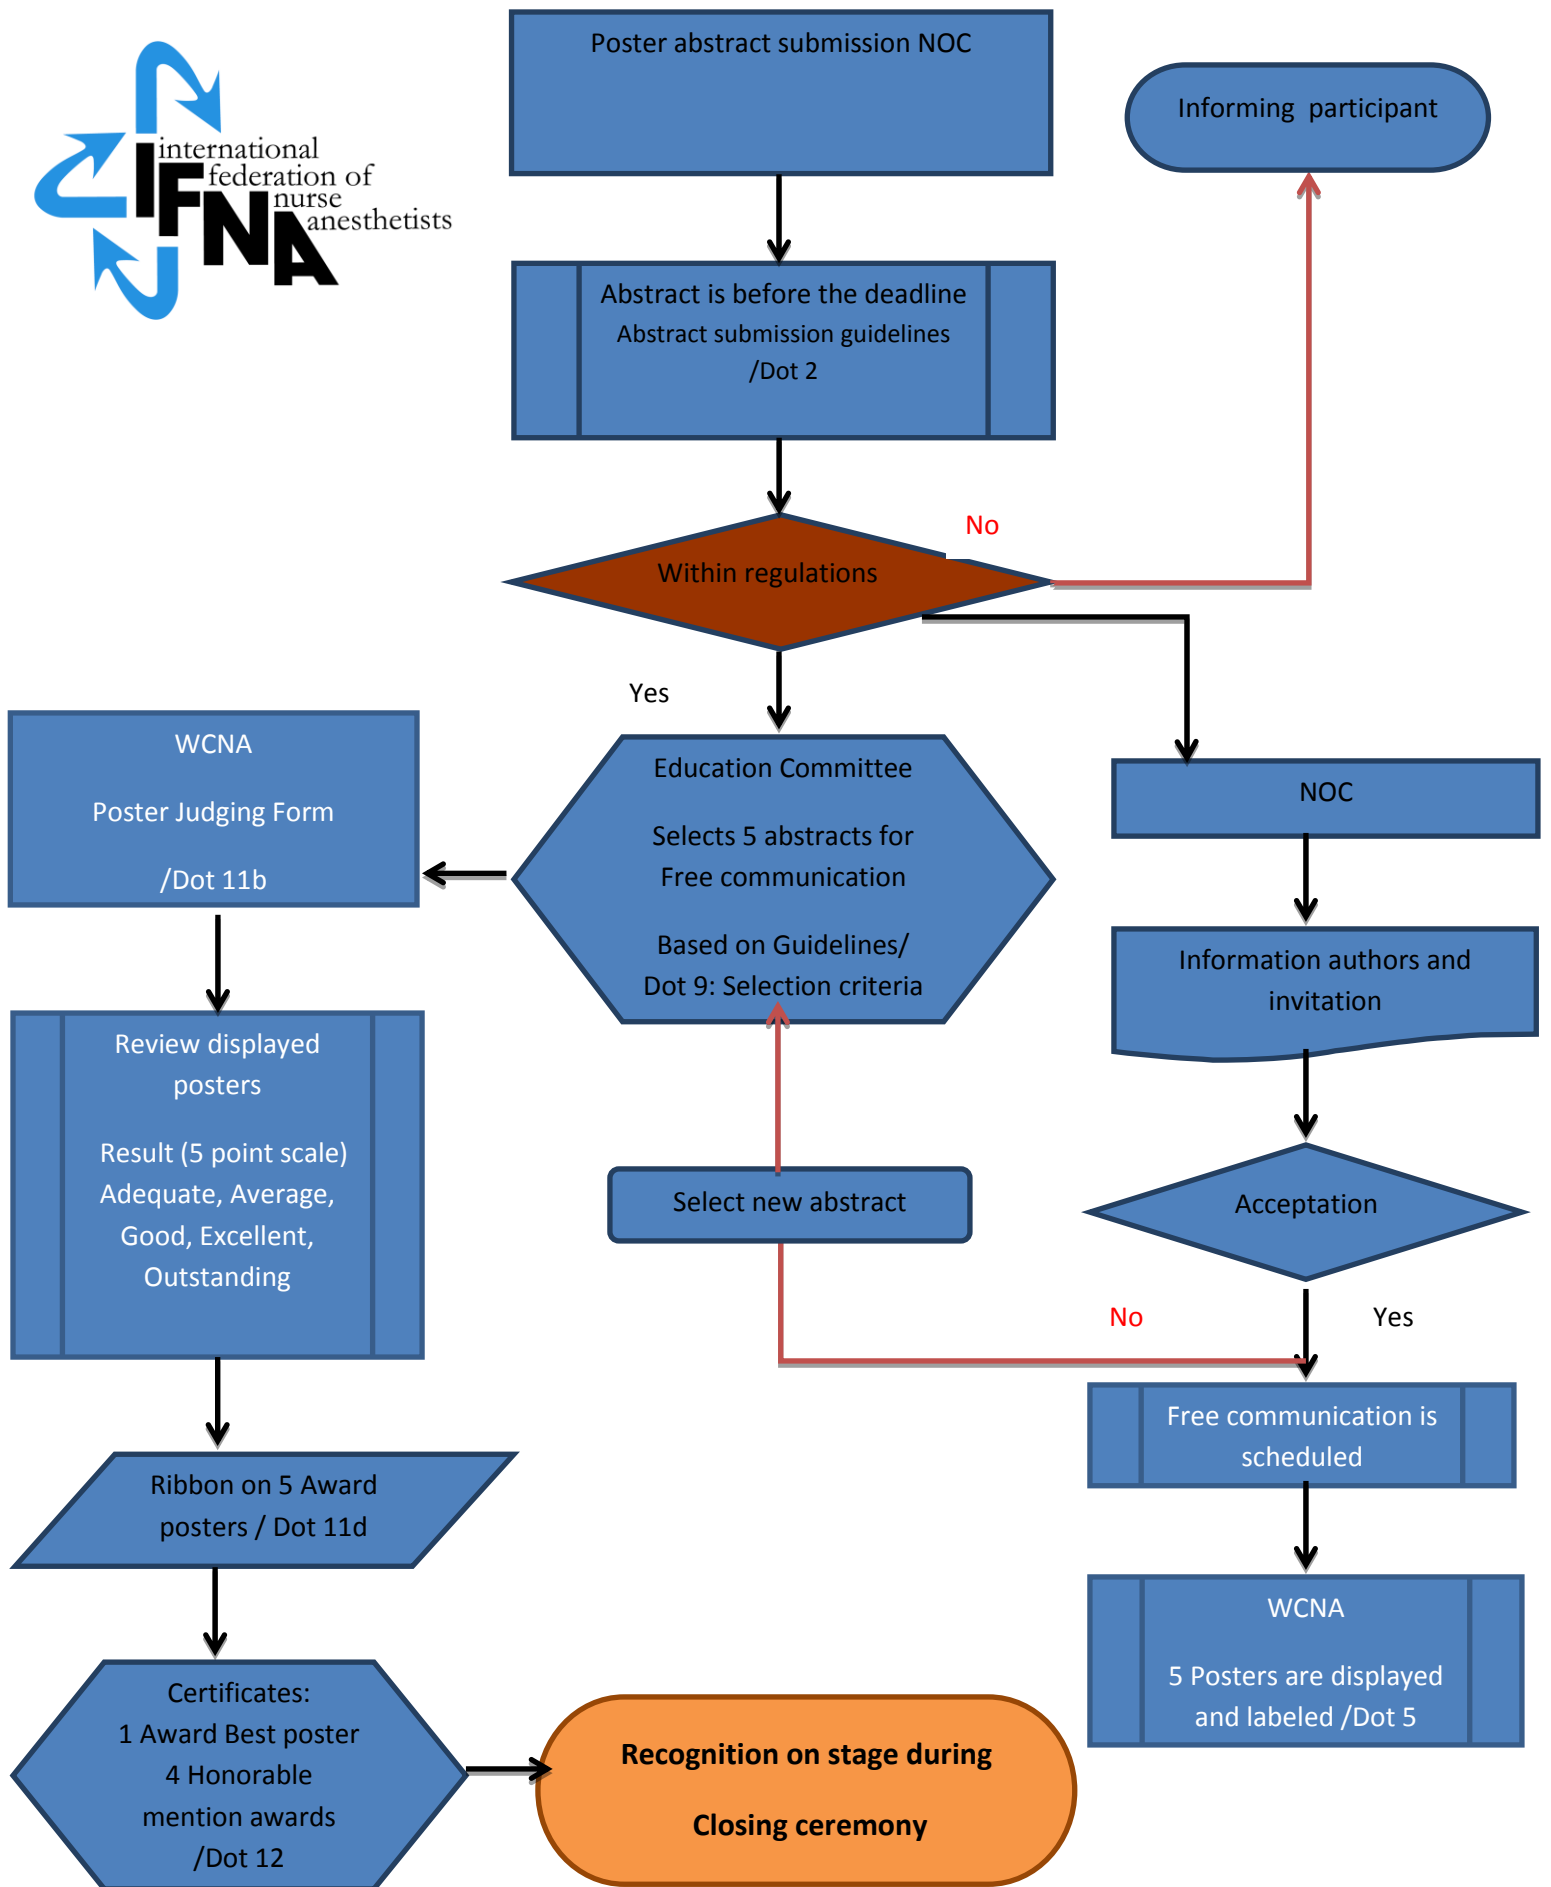 international
federation of
nurse
anesthetists
IFNA
Poster abstract submission NOC
Informing  participant
Abstract is before the deadline
Abstract submission guidelines
/Dot 2
No
Within regulations
Yes
WCNA
Poster Judging Form
/Dot 11b
Education Committee
Selects 5 abstracts for
Free communication
Based on Guidelines/
Dot 9: Selection criteria
NOC
Information authors and
invitation
Review displayed
posters
Result (5 point scale)
Adequate, Average,
Good, Excellent,
Outstanding
Select new abstract
Acceptation
No
Yes
Free communication is
scheduled
Ribbon on 5 Award
posters / Dot 11d
WCNA
5 Posters are displayed
and labeled /Dot 5
Certificates:
1 Award Best poster
4 Honorable
mention awards
/Dot 12
Recognition on stage during
Closing ceremony